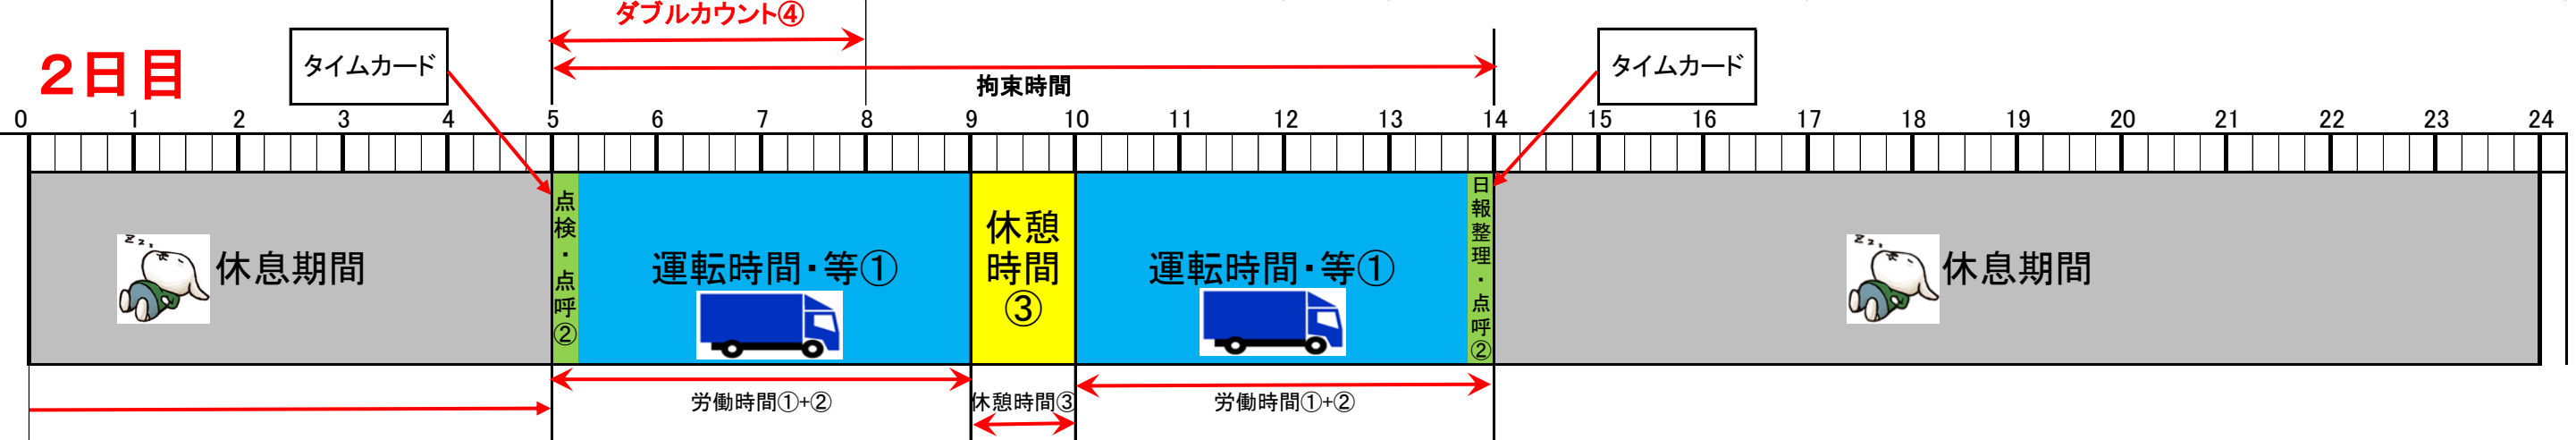 ダブルカウント④
2日目
タイムカード
拘束時間
タイムカード
0 1 2 3 4 5 6 7 8 9 10 11 12 13 14 15 16 17 18 19 20 21 22 23 24
zz,,
休息期間
点検・点呼②
運転時間・等①
休憩
時間
③
運転時間・等①
日報整理・点呼②
zz,,
休息期間
労働時間①+②
休憩時間③
労働時間①+②